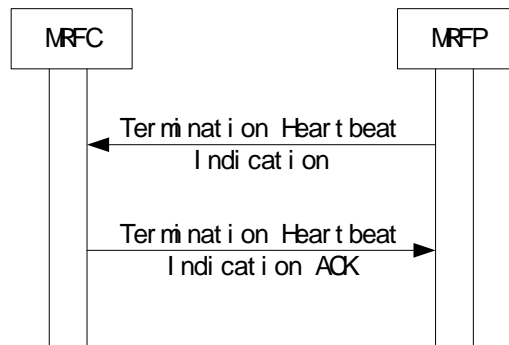 MRFC
MRFP
Termination Heartbeat
Indication
Termination Heartbeat
Indication ACK